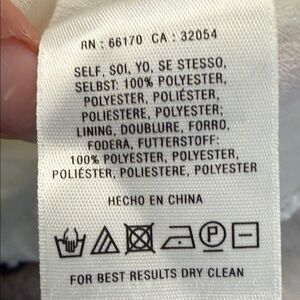 RN : 66170 CA : 32054
SELF, SOI, YO, SE STESSO,
SELBST: 100% POLYESTER,
POLYESTER, POLIÉSTER,
POLIESTERE, POLYESTER;
LINING, DOUBLURE, FORRO,
FODERA, FUTTERSTOFF:
100% POLYESTER, POLYESTER,
POLIÉSTER, POLIESTERE, POLYESTER
HECHO EN CHINA
P
FOR BEST RESULTS DRY CLEAN